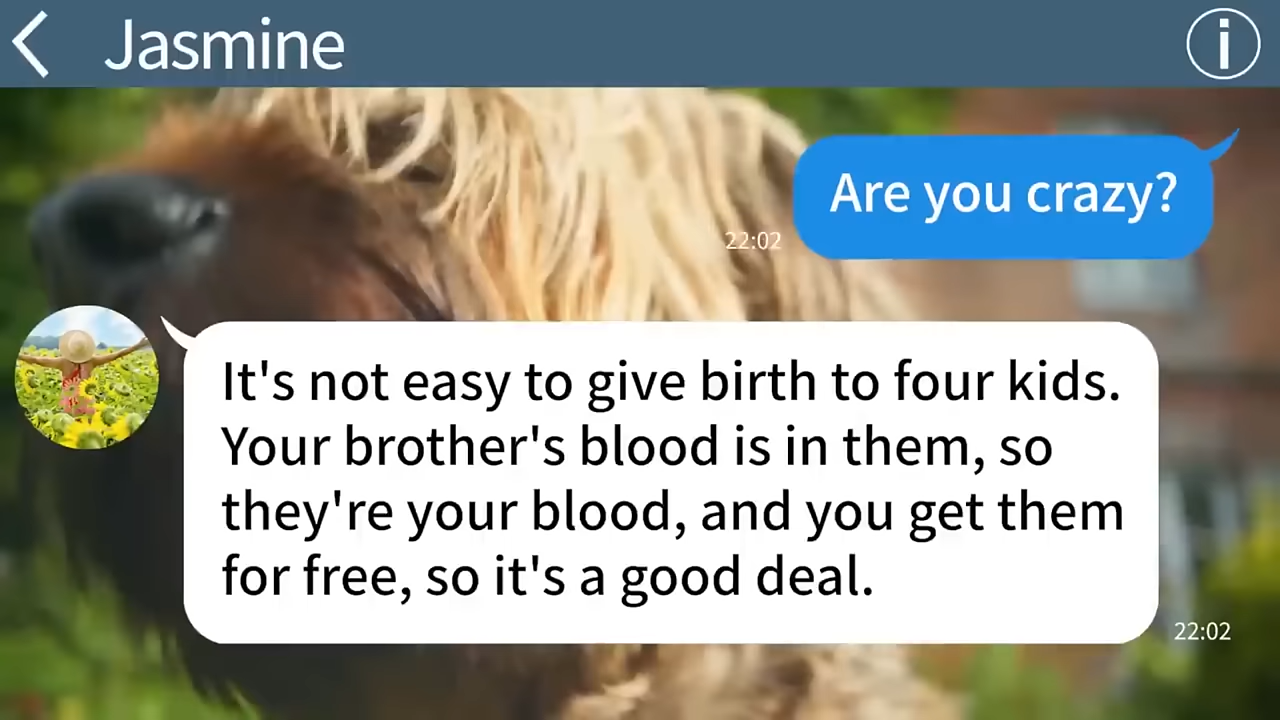 Jasmine
Are you crazy?
22:02
It's not easy to give birth to four kids.
Your brother's blood is in them, so
they're your blood, and you get them
for free, so it's a good deal.
22:02